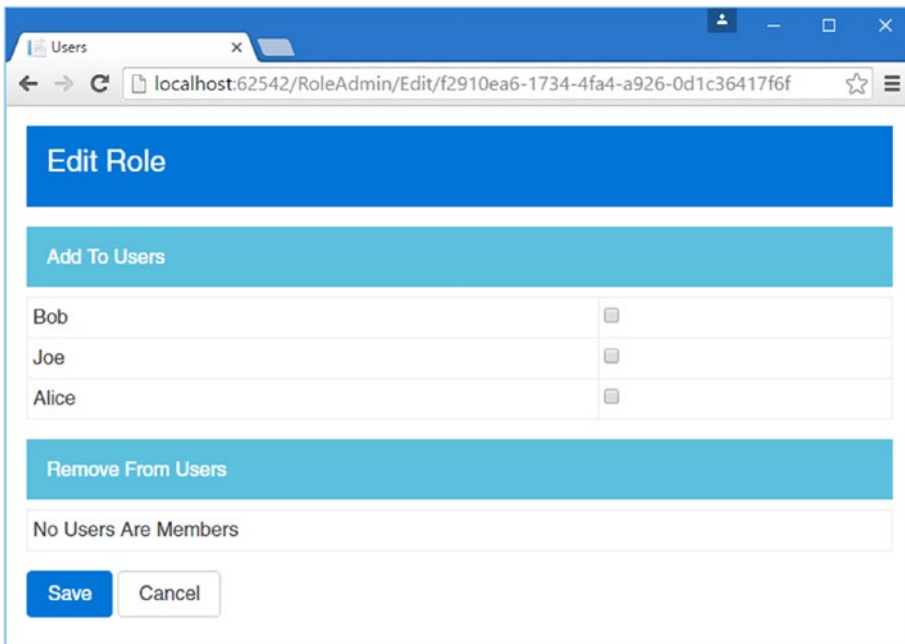 Users
localhost:62542/RoleAdmin/Edit/f2910ea6-1734-4fa4-a926-0d1c36417f6f
Edit Role
Add To Users
Bob
Joe
Alice
Remove From Users
No Users Are Members
Save Cancel